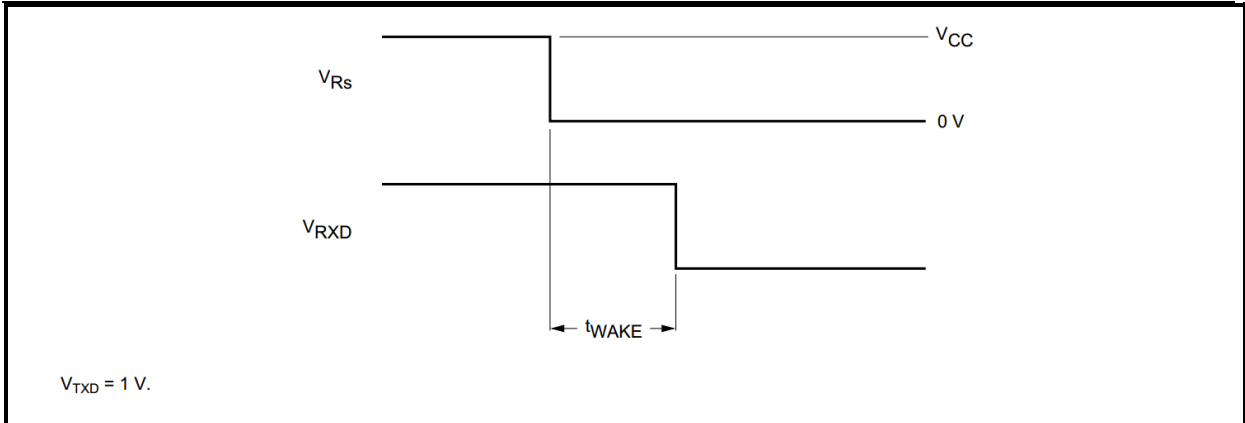 VCC
VRs
0 V
VRXD
tWAKE
VTXD = 1 V.